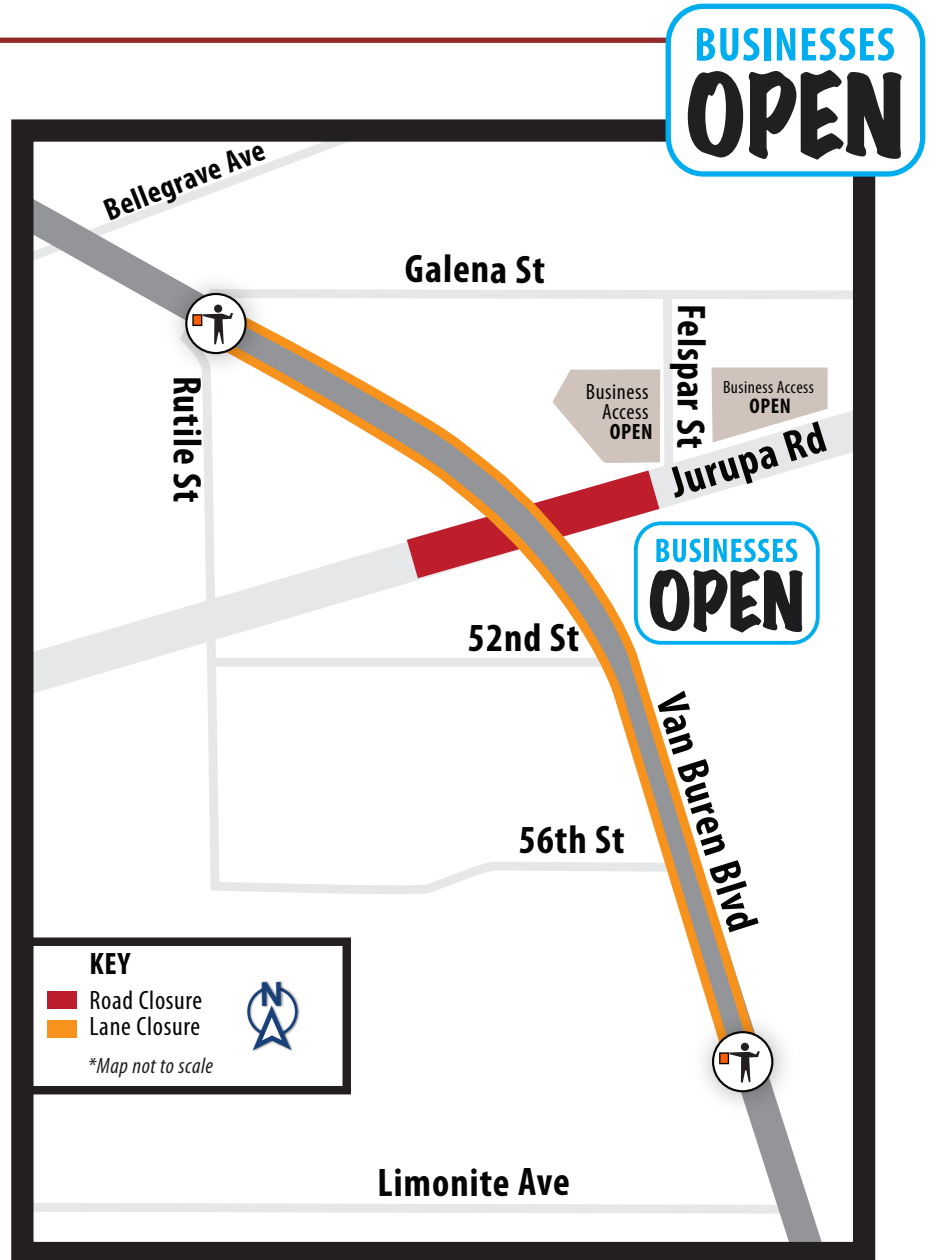 BUSINESSES
OPEN
Bellegrave Ave
Galena St
Felspar St
Rutile St
Business
Access
OPEN
Business Access
OPEN
Jurupa Rd
BUSINESSES
OPEN
52nd St
Van Buren Blvd
56th St
KEY
Road Closure
Lane Closure
N
*Map not to scale
Limonite Ave